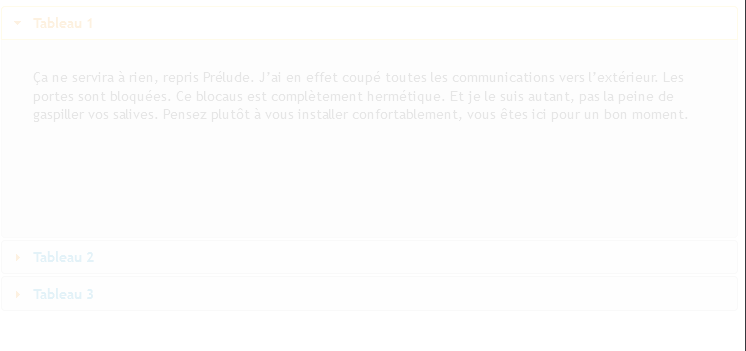 Tableau 1
Ça ne servira à rien, repris Prélude. J'ai en effet coupé toutes les communications vers l'extérieur. Les
portes sont bloquées. Ce blocaus est complètement hermétique. Et je le suis autant, pas la peine de
gaspiller vos salives. Pensez plutôt à vous installer confortablement, vous êtes ici pour un bon moment.
Tableau 2
Tableau 3